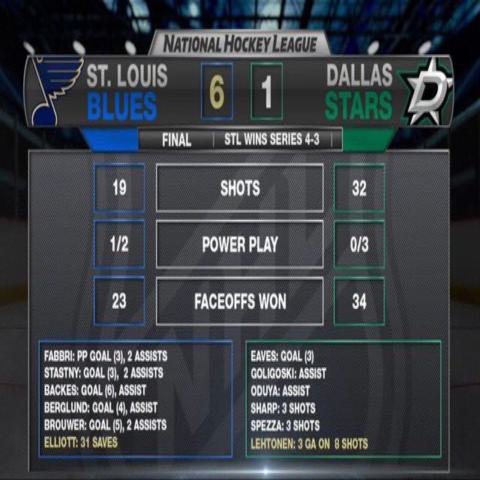 NATIONAL HOCKEY LEAGUE
ST. LOUIS BLUES 6 1 DALLAS STARS D
FINAL STL WINS SERIES 4-3
19 SHOTS 32
1/2 POWER PLAY 0/3
23 FACEOFFS WON 34
FABBRI: PP GOAL (3), 2 ASSISTS
STASTNY: GOAL (3), 2 ASSISTS
BACKES: GOAL (6), ASSIST
BERGLUND: GOAL (4), ASSIST
BROUWER: GOAL (5), 2 ASSISTS
ELLIOTT: 31 SAVES
EAVES: GOAL (3)
GOLIGOSKI: ASSIST
ODUYA: ASSIST
SHARP: 3 SHOTS
SPEZZA: 3 SHOTS
LEHTONEN: 3 GA ON 8 SHOTS